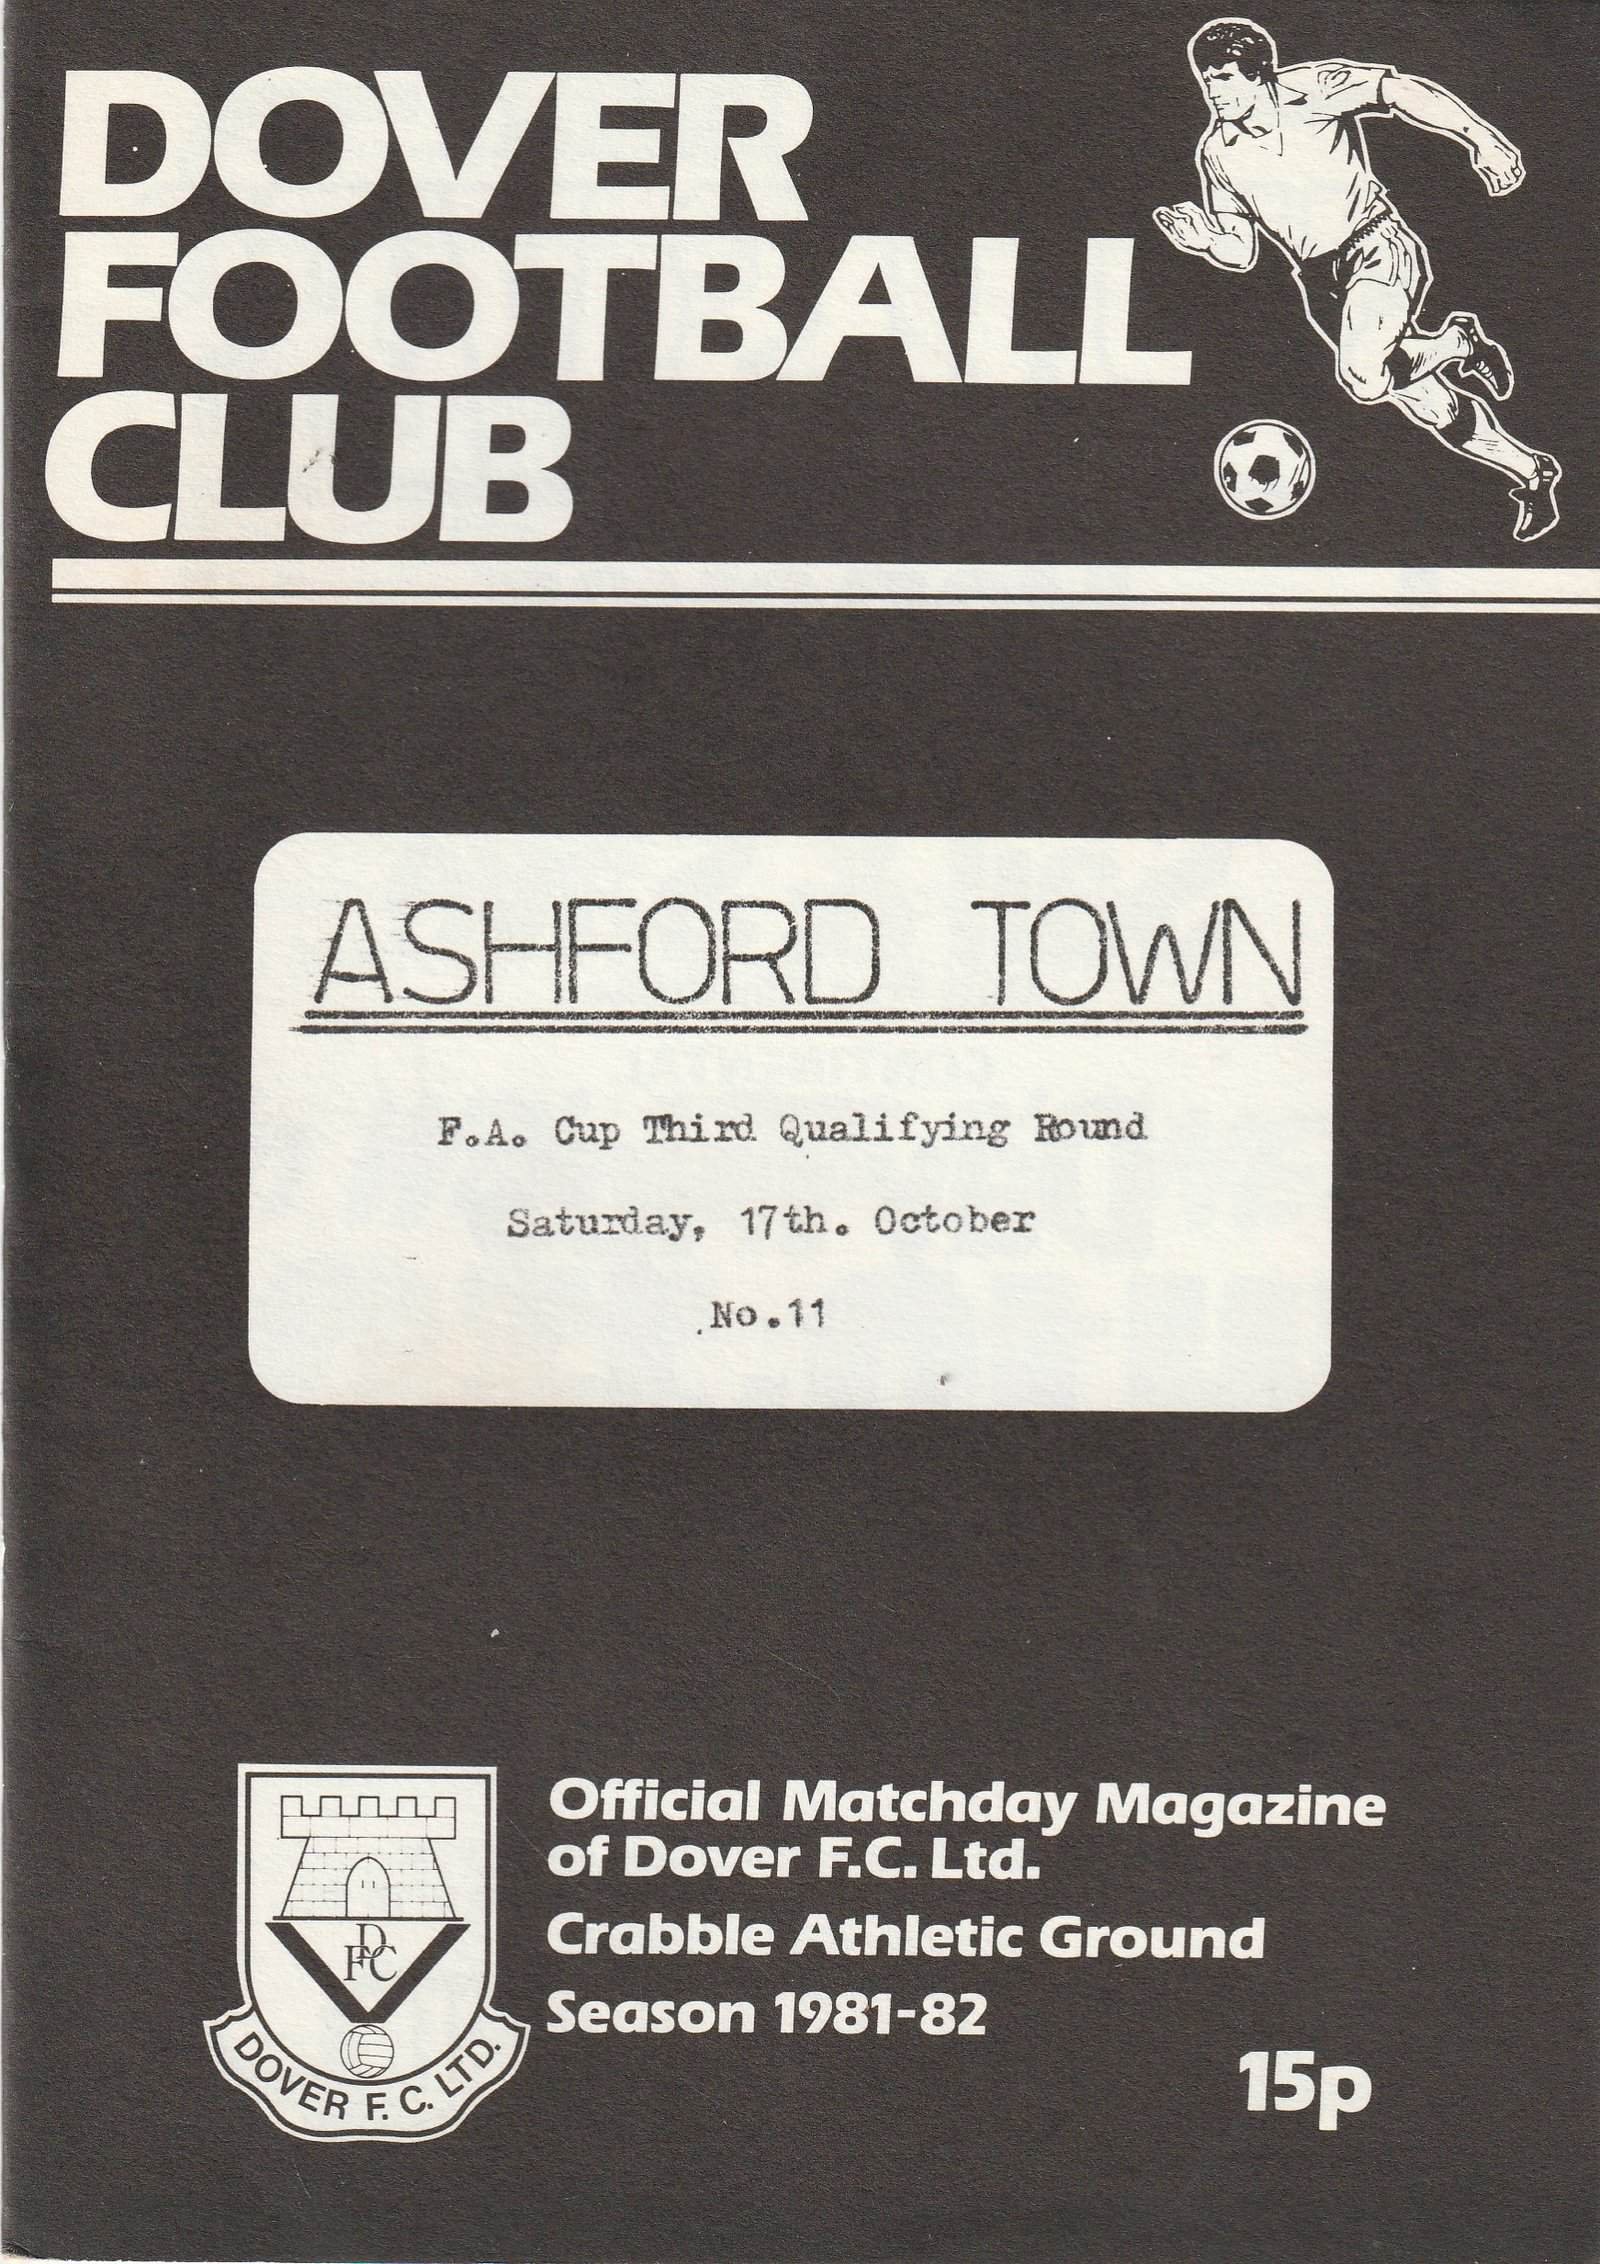 DOVER
FOOTBALL
CLUB
ASHFORD TOWN
F.A. Cup Third Qualifying Round
Saturday, 17th. October
No.11
Official Matchday Magazine
of Dover F.C. Ltd.
Crabble Athletic Ground
Season 1981-82
15p
DFC
DOVER F.C. LTD.